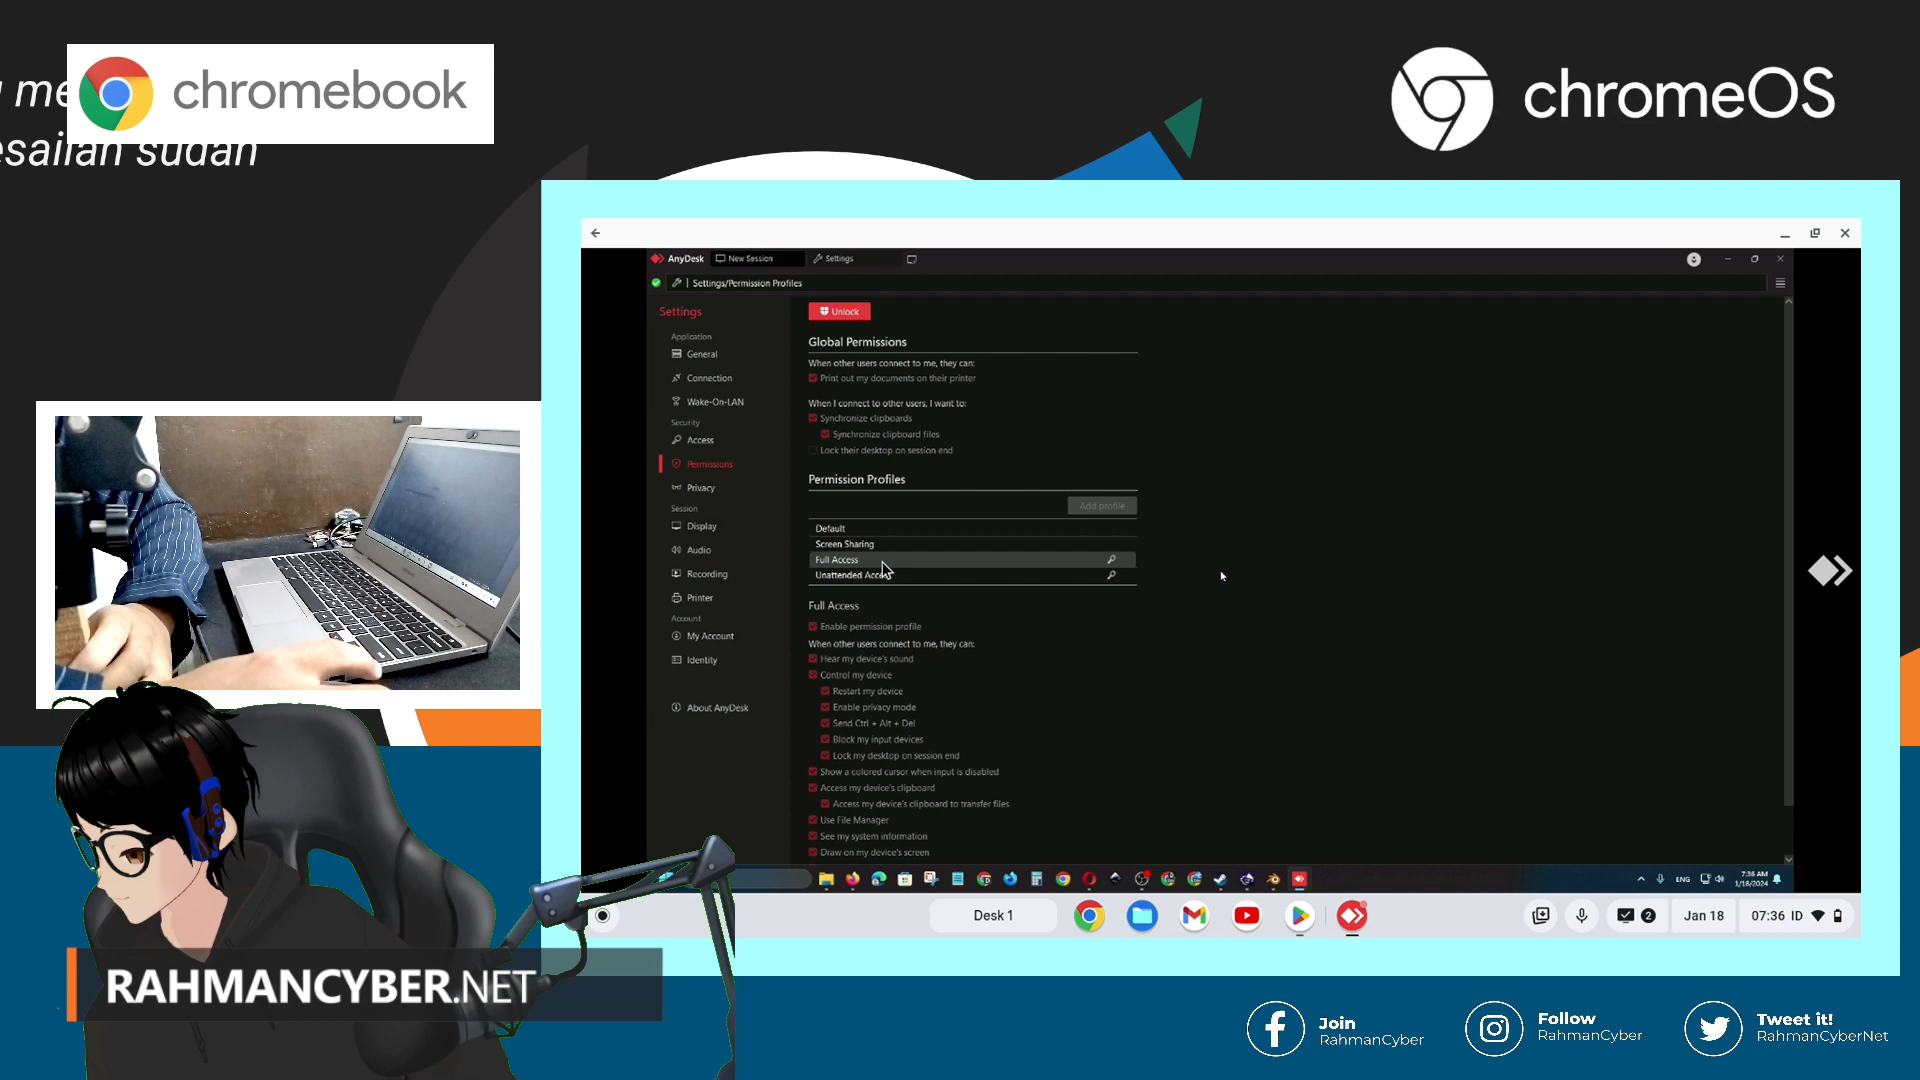 me
esailan sudah
chromebook
chromeOS
AnyDesk
New Session
Settings
Settings/Permission Profiles
Settings
Application
General
Connection
Wake-On-LAN
Security
Access
Permissions
Privacy
Session
Display
Audio
Recording
Printer
Account
My Account
Identity
About AnyDesk
Unlock
Global Permissions
When other users connect to me, they can:
Print out my documents on their printer
When I connect to other users, I want to:
Synchronize clipboards
Synchronize clipboard files
Lock their desktop on session end
Permission Profiles
Add profile
Default
Screen Sharing
Full Access
Unattended Access
Full Access
Enable permission profile
When other users connect to me, they can:
Hear my device's sound
Control my device
Restart my device
Enable privacy mode
Send Ctrl + Alt + Del
Block my input devices
Lock my desktop on session end
Show a colored cursor when input is disabled
Access my device's clipboard
Access my device's clipboard to transfer files
Use File Manager
See my system information
Draw on my device's screen
ENG
7:36 AM
1/18/2024
Desk 1
2
Jan 18
07:36 ID
RAHMANCYBER.NET
Join
RahmanCyber
Follow
RahmanCyber
Tweet it!
RahmanCyberNet